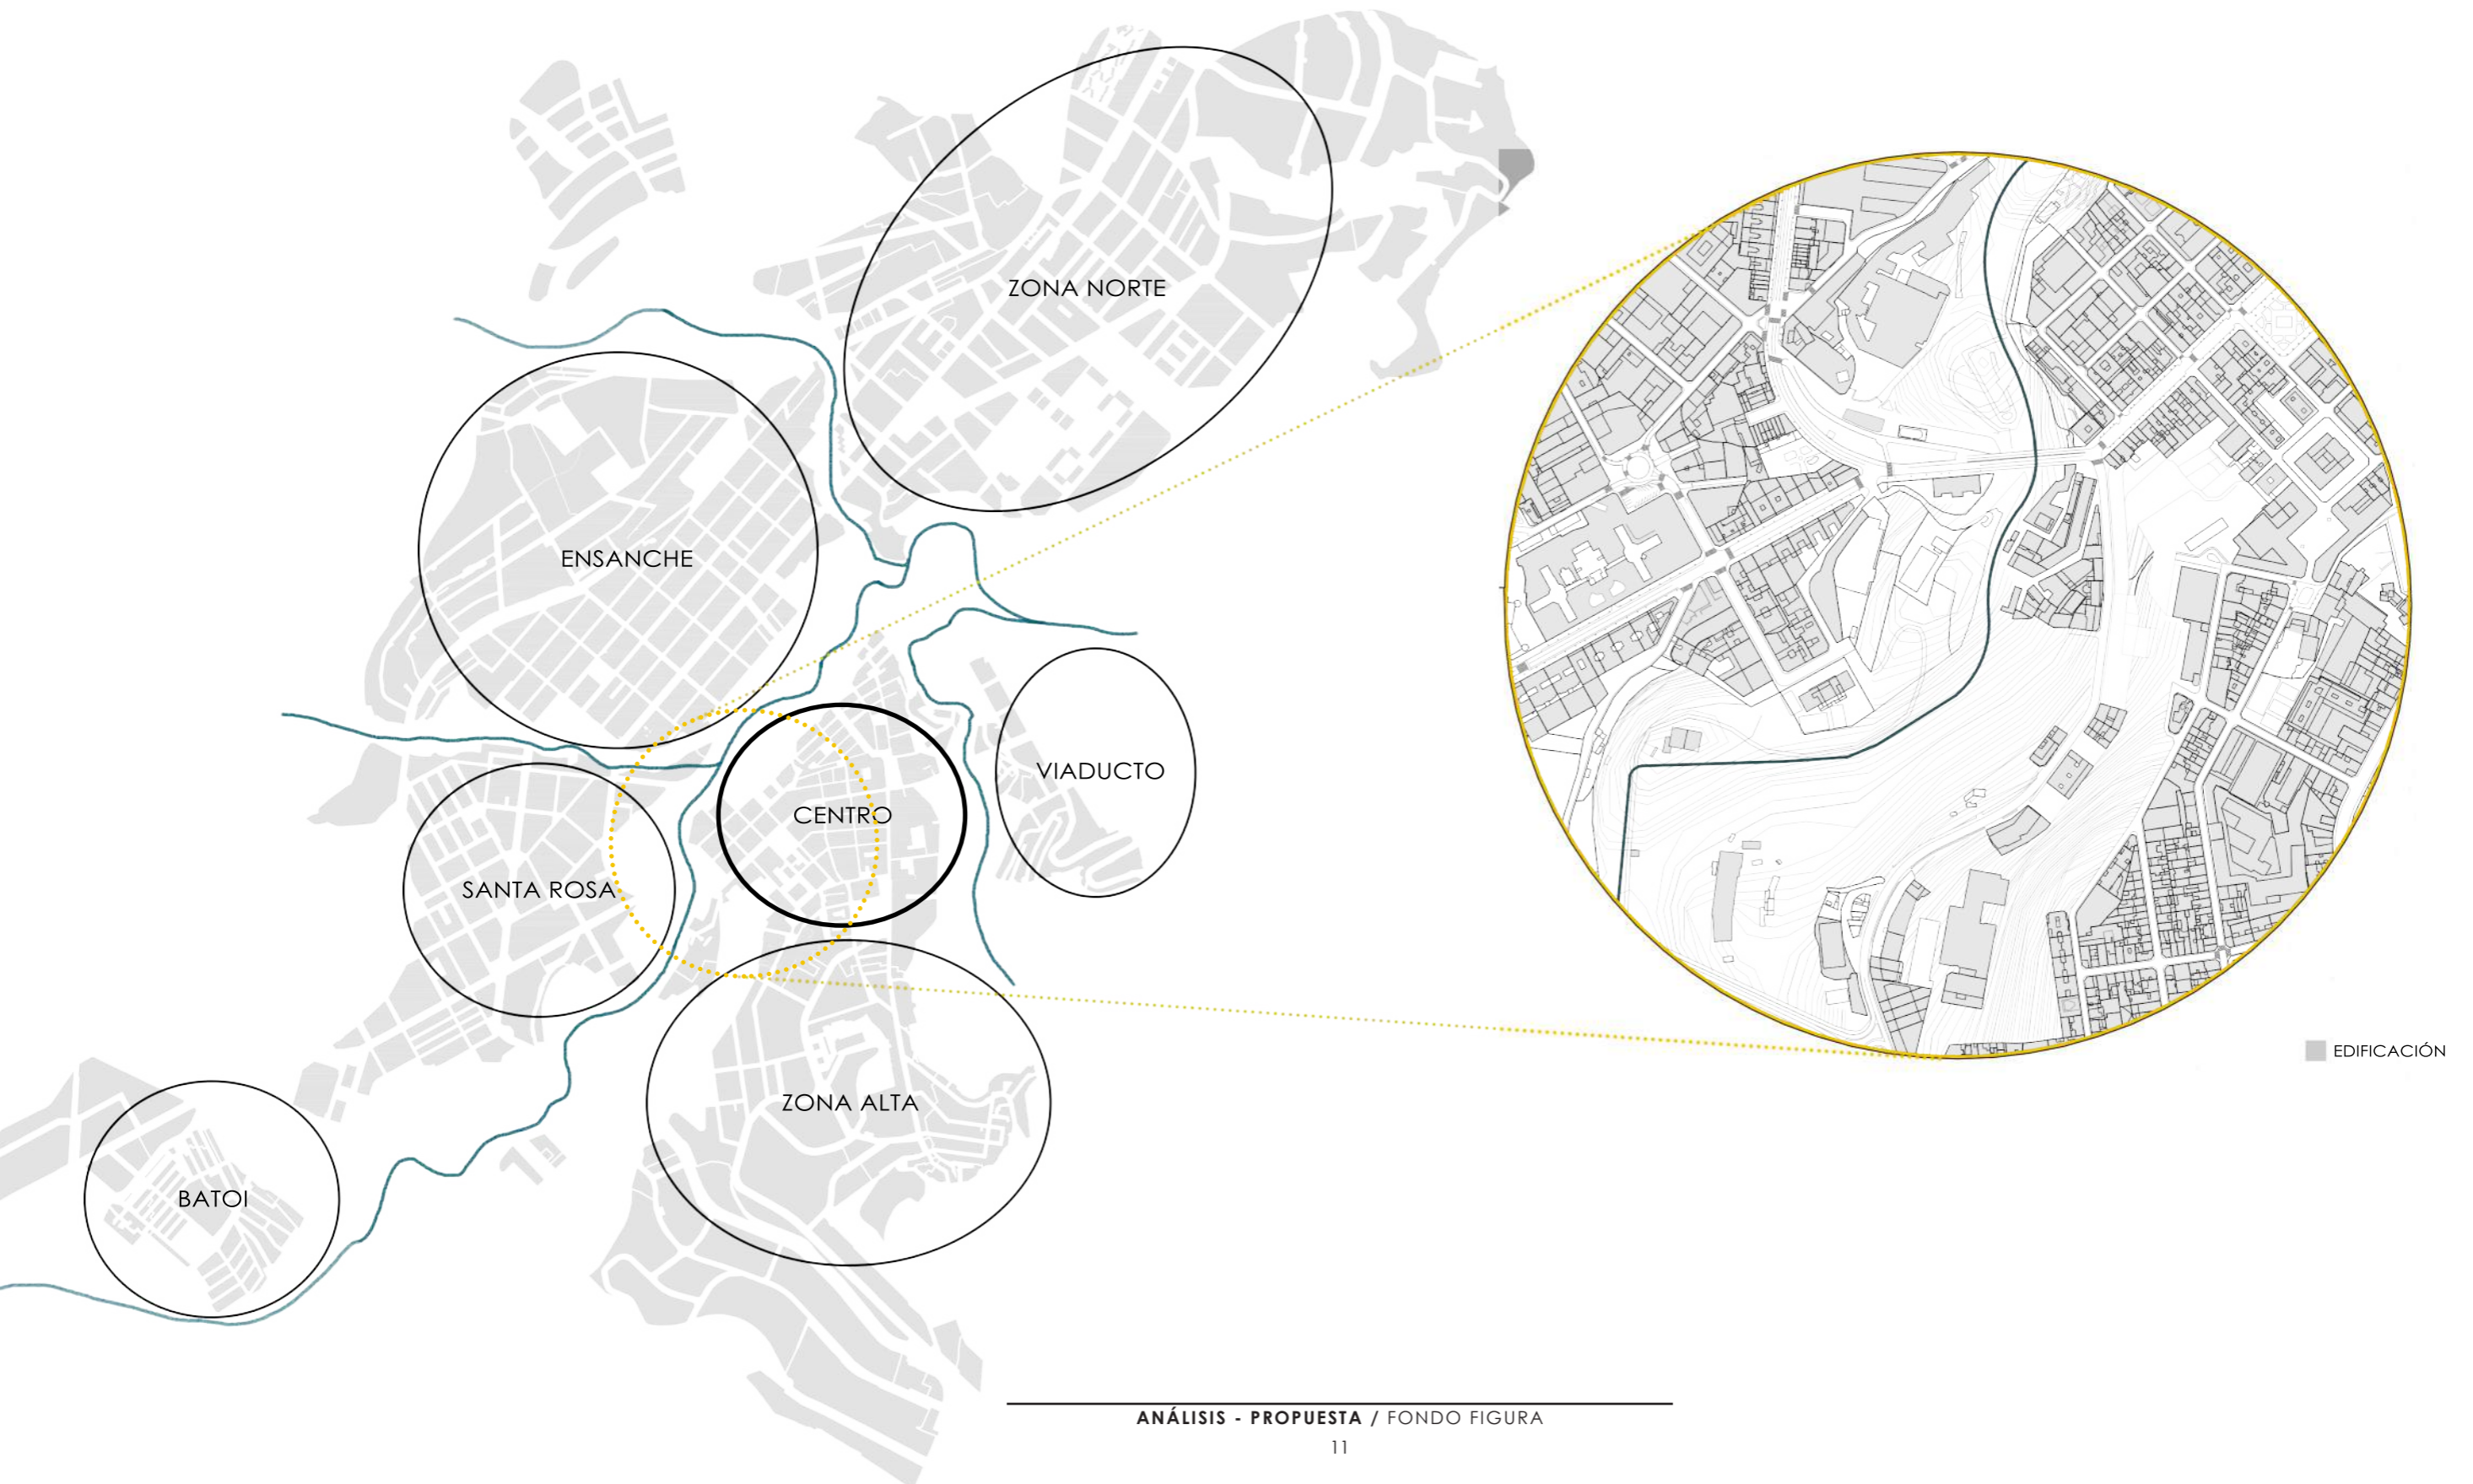 ZONA NORTE
ENSANCHE
VIADUCTO
CENTRO
SANTA ROSA
EDIFICACIÓN
ZONA ALTA
BATOI
ANÁLISIS - PROPUESTA / FONDO FIGURA
11